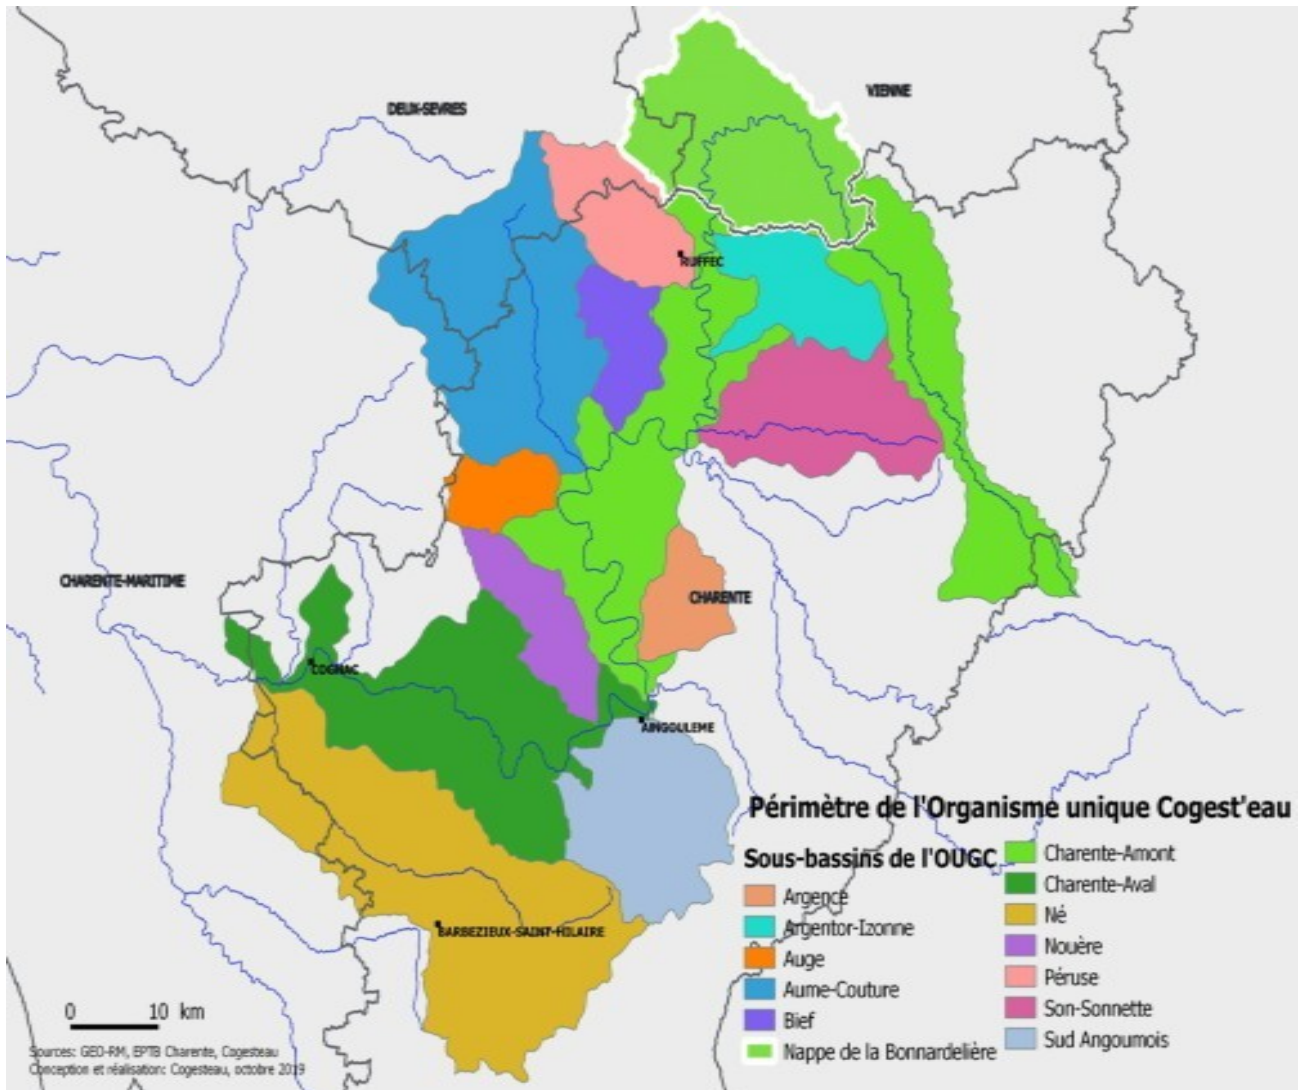 DEUX-SEVRES
VIENNE
RUFFEC
CHARENTE-MARITIME
CHARENTE
COGNAC
AINGOULEME
BARBEZIEUX-SAINT-HILAIRE
Périmètre de l'Organisme unique Cogest'eau
Sous-bassins de l'OUGC
Argence
Argentor-Izonne
Auge
Aume-Couture
Bief
Nappe de la Bonnardelière
Charente-Amont
Charente-Aval
Né
Nouère
Péruse
Son-Sonnette
Sud Angoumois
0 10 km
Sources: GEO-RM, EPTB Charente, Cogesteau
Conception et réalisation: Cogesteau, octobre 2019